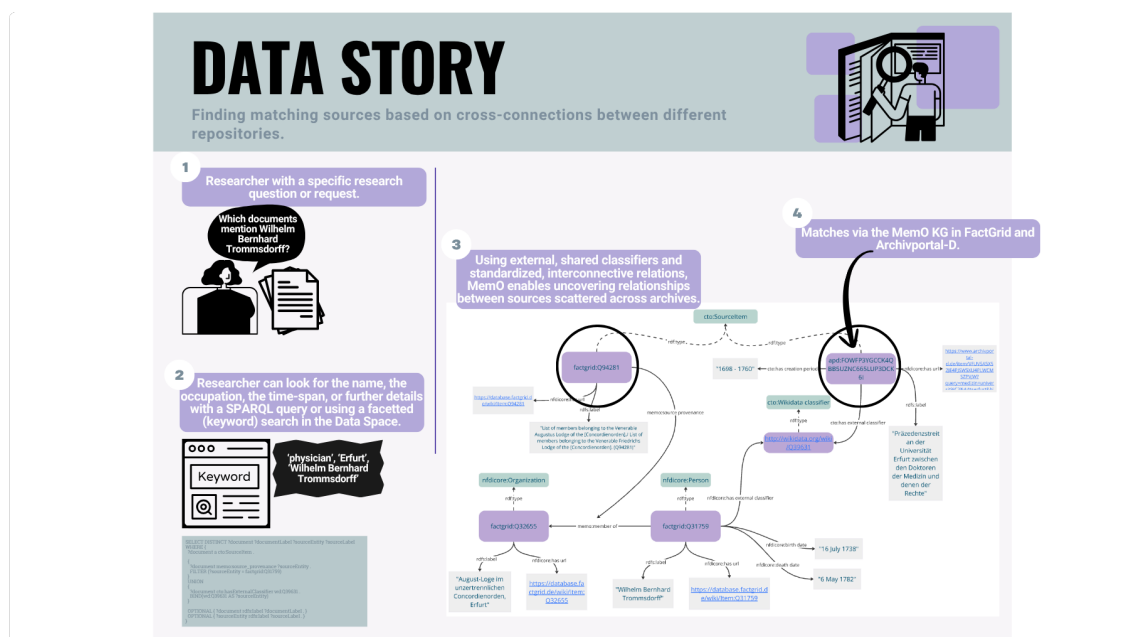 DATA STORY
Finding matching sources based on cross-connections between different
repositories.
1
Researcher with a specific research
question or request.
Which documents
mention Wilhelm
Bernhard
Trommsdorff?
2
Researcher can look for the name, the
occupation, the time-span, or further details
with a SPARQL query or using a facetted
(keyword) search in the Data Space.
Keyword
'physician', 'Erfurt',
'Wilhelm Bernhard
Trommsdorff'
3
Using external, shared classifiers and
standardized, interconnective relations,
MemO enables uncovering relationships
between sources scattered across archives.
4
Matches via the MemO KG in FactGrid and
Archivportal-D.
cto:SourceItem
rdf:type
rdf:type
factgrid:Q94281
rdfs:label
"List of members belonging to the Venerable
Augustus Lodge of the [Concordienorden] / List of
members belonging to the Venerable Friedrichs
Lodge of the [Concordienorden]. (Q94281)"
memo:source provenance
"1698 - 1760"
cto:has creation period
cto:has url
rdfs:label
"Präzedenzstreit
an der
Universität
Erfurt zwischen
den Doktoren
der Medizin und
denen der
Rechte"
cto:Wikidata classifier
rdf:type
cto:has external classifier
nfdicore:Organization
rdf:type
factgrid:Q32655
memo:member of
rdfs:label
nfdicore:has url
"August-Loge im
unzertrennlichen
Concordienorden,
Erfurt"
https://database.fa
ctgrid.de/wiki/Item:
Q32655
nfdicore:Person
rdf:type
factgrid:Q31759
nfdicore:has external classifier
rdfs:label
nfdicore:has url
"Wilhelm Bernhard
Trommsdorff"
https://database.factgrid.d
e/wiki/Item:Q31759
nfdicore:birth date
"16 July 1738"
nfdicore:death date
"6 May 1782"